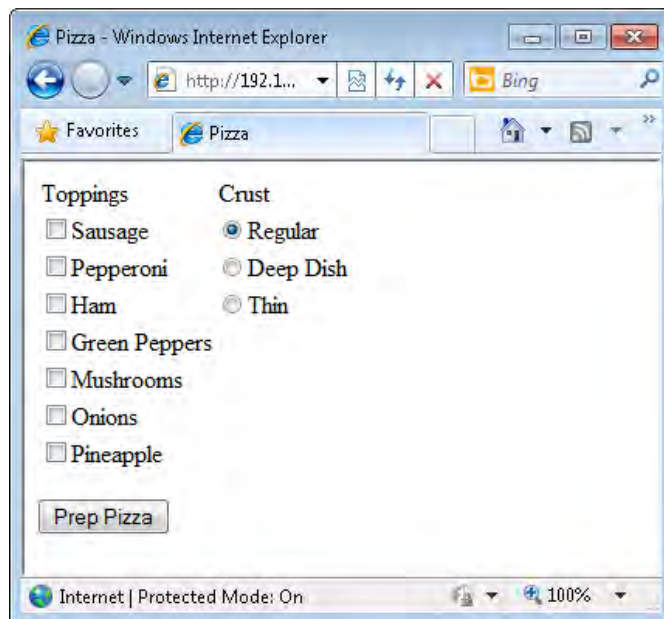 Pizza - Windows Internet Explorer
http://192.1...
Bing
Favorites
Pizza
Toppings Crust
Sausage Regular
Pepperoni Deep Dish
Ham Thin
Green Peppers
Mushrooms
Onions
Pineapple
Prep Pizza
Internet | Protected Mode: On 100%